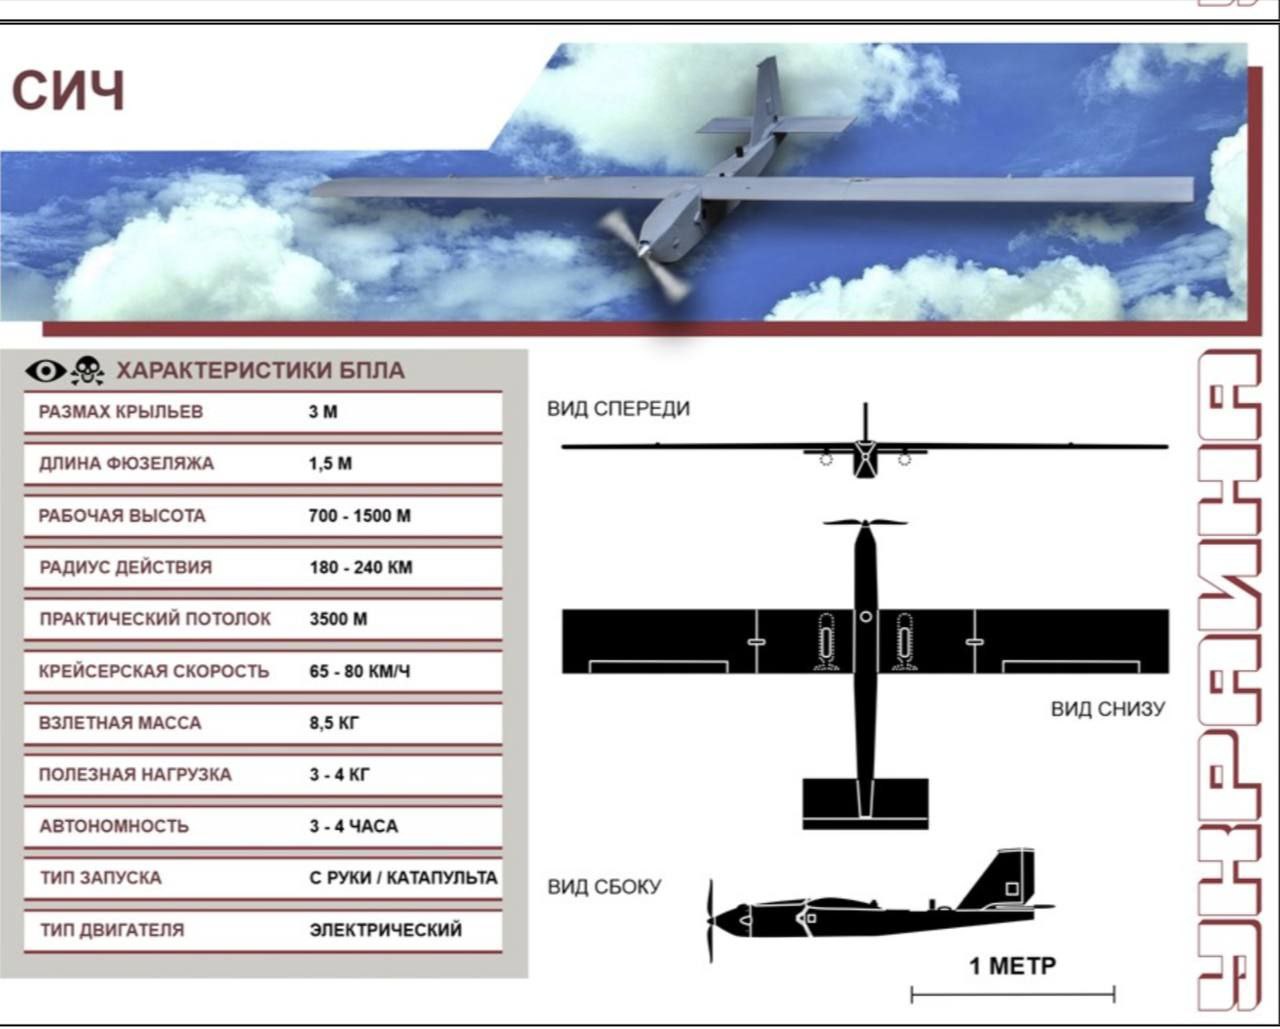 СИЧ
ХАРАКТЕРИСТИКИ БПЛА
РАЗМАХ КРЫЛЬЕВ 3 М
ДЛИНА ФЮЗЕЛЯЖА 1,5 М
РАБОЧАЯ ВЫСОТА 700 - 1500 М
РАДИУС ДЕЙСТВИЯ 180 - 240 КМ
ПРАКТИЧЕСКИЙ ПОТОЛОК 3500 М
КРЕЙСЕРСКАЯ СКОРОСТЬ 65 - 80 КМ/Ч
ВЗЛЕТНАЯ МАССА 8,5 КГ
ПОЛЕЗНАЯ НАГРУЗКА 3 - 4 КГ
АВТОНОМНОСТЬ 3 - 4 ЧАСА
ТИП ЗАПУСКА С РУКИ / КАТАПУЛЬТА
ТИП ДВИГАТЕЛЯ ЭЛЕКТРИЧЕСКИЙ
ВИД СПЕРЕДИ
ВИД СНИЗУ
ВИД СБОКУ
1 МЕТР
УКРАИНА